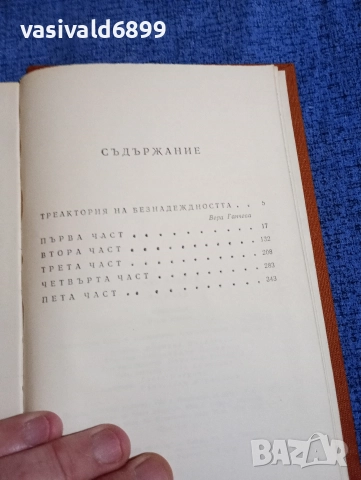 vasivald6899
СЪДЪРЖАНИЕ
ТРЕАКТОРИЯ НА БЕЗНАДЕЖДНОСТТА . . 5
Вера Ганчева
ПЪРВА ЧАСТ . . . . . . . . . 17
ВТОРА ЧАСТ . . . . . . . . . 152
ТРЕТА ЧАСТ . . . . . . . . . 208
ЧЕТВЪРТА ЧАСТ . . . . . . . . 283
ПЕТА ЧАСТ . . . . . . . . . 343
BAZAR